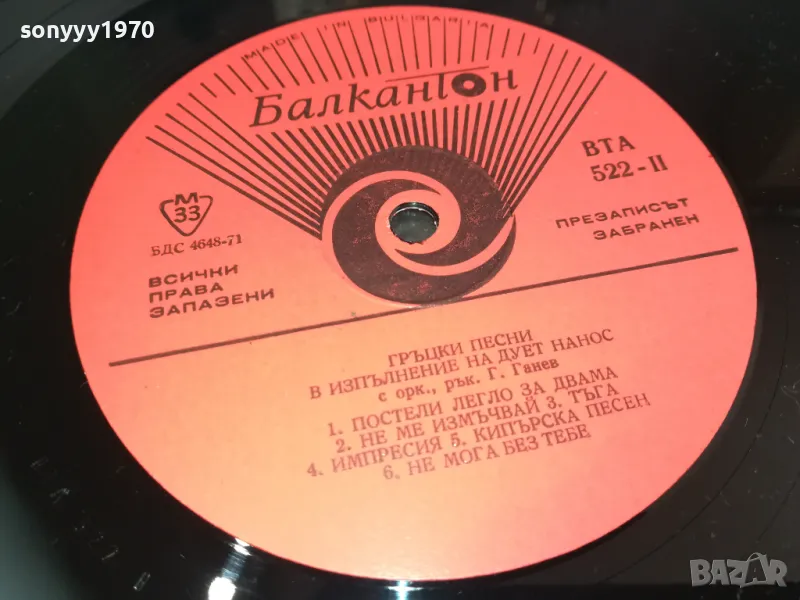 sonyyy1970
MADE IN BULGARIA
Балкантон
ВТА
522-II
М
33
БДС 4648-71
ПРЕЗАПИСЪТ
ЗАБРАНЕН
ВСИЧКИ
ПРАВА
ЗАПАЗЕНИ
ГРЪЦКИ ПЕСНИ
В ИЗПЪЛНЕНИЕ НА ДУЕТ НАНОС
с орк., рък. Г. Ганев
1. ПОСТЕЛИ ЛЕГЛО ЗА ДВАМА
2. НЕ МЕ ИЗМЪЧВАЙ 3. ТЪГА
4. ИМПРЕСИЯ 5. КИПЪРСКА ПЕСЕН
6. НЕ МОГА БЕЗ ТЕБЕ
BAZAR